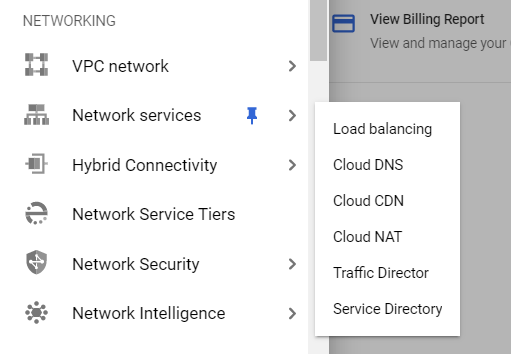 NETWORKING
VPC network
Network services
Hybrid Connectivity
Network Service Tiers
Network Security
Network Intelligence
Load balancing
Cloud DNS
Cloud CDN
Cloud NAT
Traffic Director
Service Directory
View Billing Report
View and manage your